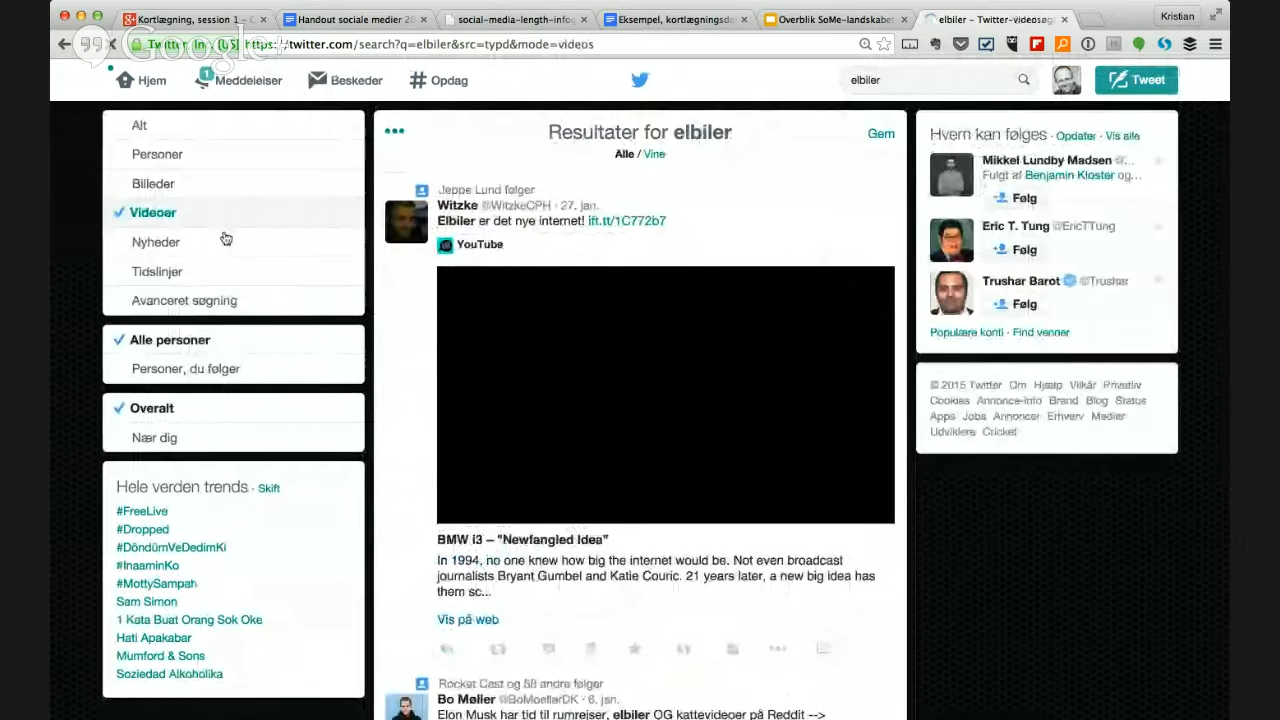 Kortlægning, session 1 – G
Handout sociale medier 2
social-media-length-infog
Eksempel, kortlægningsdo
Overblik SoMe-landskabet
elbiler – Twitter-videosøg
Kristian
Google+
Twitter, Inc. [US] https://twitter.com/search?q=elbiler&src=typd&mode=videos
Hjem
1
Meddelelser
Beskeder
Opdag
elbiler
Tweet
Alt
Personer
Billeder
Videoer
Nyheder
Tidslinjer
Avanceret søgning
Alle personer
Personer, du følger
Overalt
Nær dig
Hele verden trends · Skift
#FreeLive
#Dropped
#DöndümVeDedimKi
#InaaminKo
#MottySampah
Sam Simon
1 Kata Buat Orang Sok Oke
Hati Apakabar
Mumford & Sons
Soziedad Alkoholika
Resultater for elbiler
Gem
Alle / Vine
Jeppe Lund følger
Witzke @WitzkeCPH · 27. jan.
Elbiler er det nye internet! ift.tt/1C772b7
YouTube
BMW i3 – "Newfangled Idea"
In 1994, no one knew how big the internet would be. Not even broadcast
journalists Bryant Gumbel and Katie Couric. 21 years later, a new big idea has
them sc...
Vis på web
Rocket Cast og 58 andre følger
Bo Møller @BoMoellerDK · 6. jan.
Elon Musk har tid til rumrejser, elbiler OG kattevideoer på Reddit -->
Hvem kan følges · Opdater · Vis alle
Mikkel Lundby Madsen @...
Fulgt af Benjamin Kloster og...
Følg
Eric T. Tung @EricTTung
Følg
Trushar Barot @Trushar
Følg
Populære konti · Find venner
© 2015 Twitter Om Hjælp Vilkår Privatliv
Cookies Annonce-info Brand Blog Status
Apps Jobs Annoncer Erhverv Medier
Udviklere Cricket